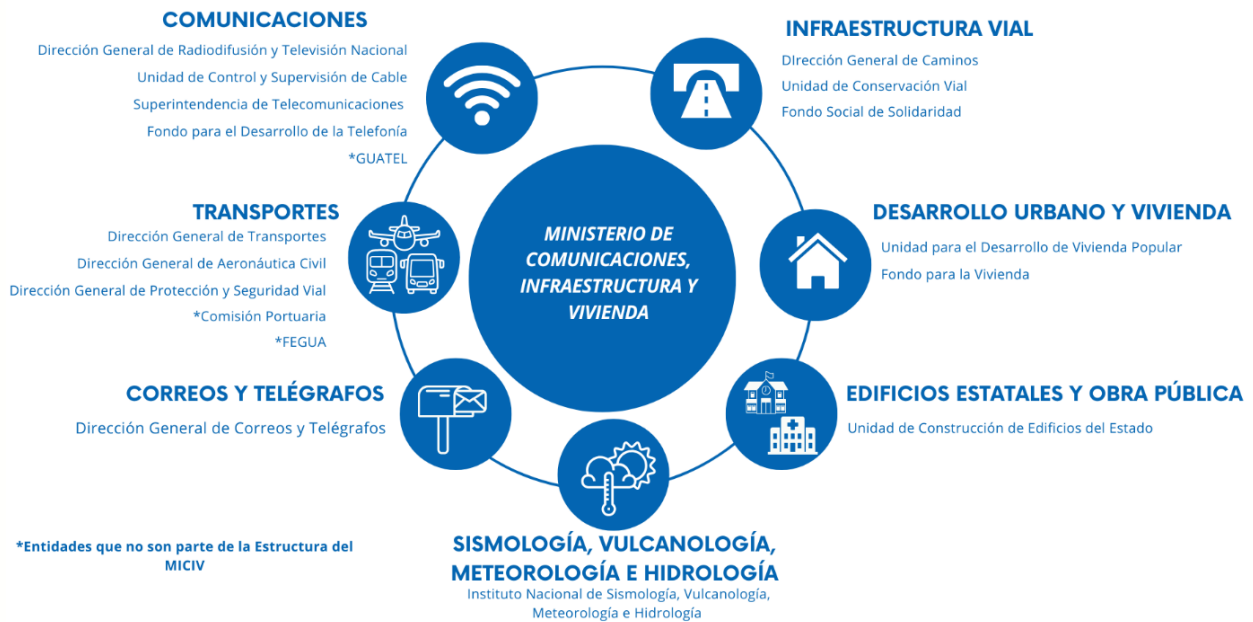 COMUNICACIONES
Dirección General de Radiodifusión y Televisión Nacional
Unidad de Control y Supervisión de Cable
Superintendencia de Telecomunicaciones
Fondo para el Desarrollo de la Telefonía
*GUATEL
INFRAESTRUCTURA VIAL
DIrección General de Caminos
Unidad de Conservación Vial
Fondo Social de Solidaridad
TRANSPORTES
Dirección General de Transportes
Dirección General de Aeronáutica Civil
Dirección General de Protección y Seguridad Vial
*Comisión Portuaria
*FEGUA
MINISTERIO DE
COMUNICACIONES,
INFRAESTRUCTURA Y
VIVIENDA
DESARROLLO URBANO Y VIVIENDA
Unidad para el Desarrollo de Vivienda Popular
Fondo para la Vivienda
CORREOS Y TELÉGRAFOS
Dirección General de Correos y Telégrafos
EDIFICIOS ESTATALES Y OBRA PÚBLICA
Unidad de Construcción de Edificios del Estado
*Entidades que no son parte de la Estructura del
MICIV
SISMOLOGÍA, VULCANOLOGÍA,
METEOROLOGÍA E HIDROLOGÍA
Instituto Nacional de Sismología, Vulcanología,
Meteorología e Hidrología